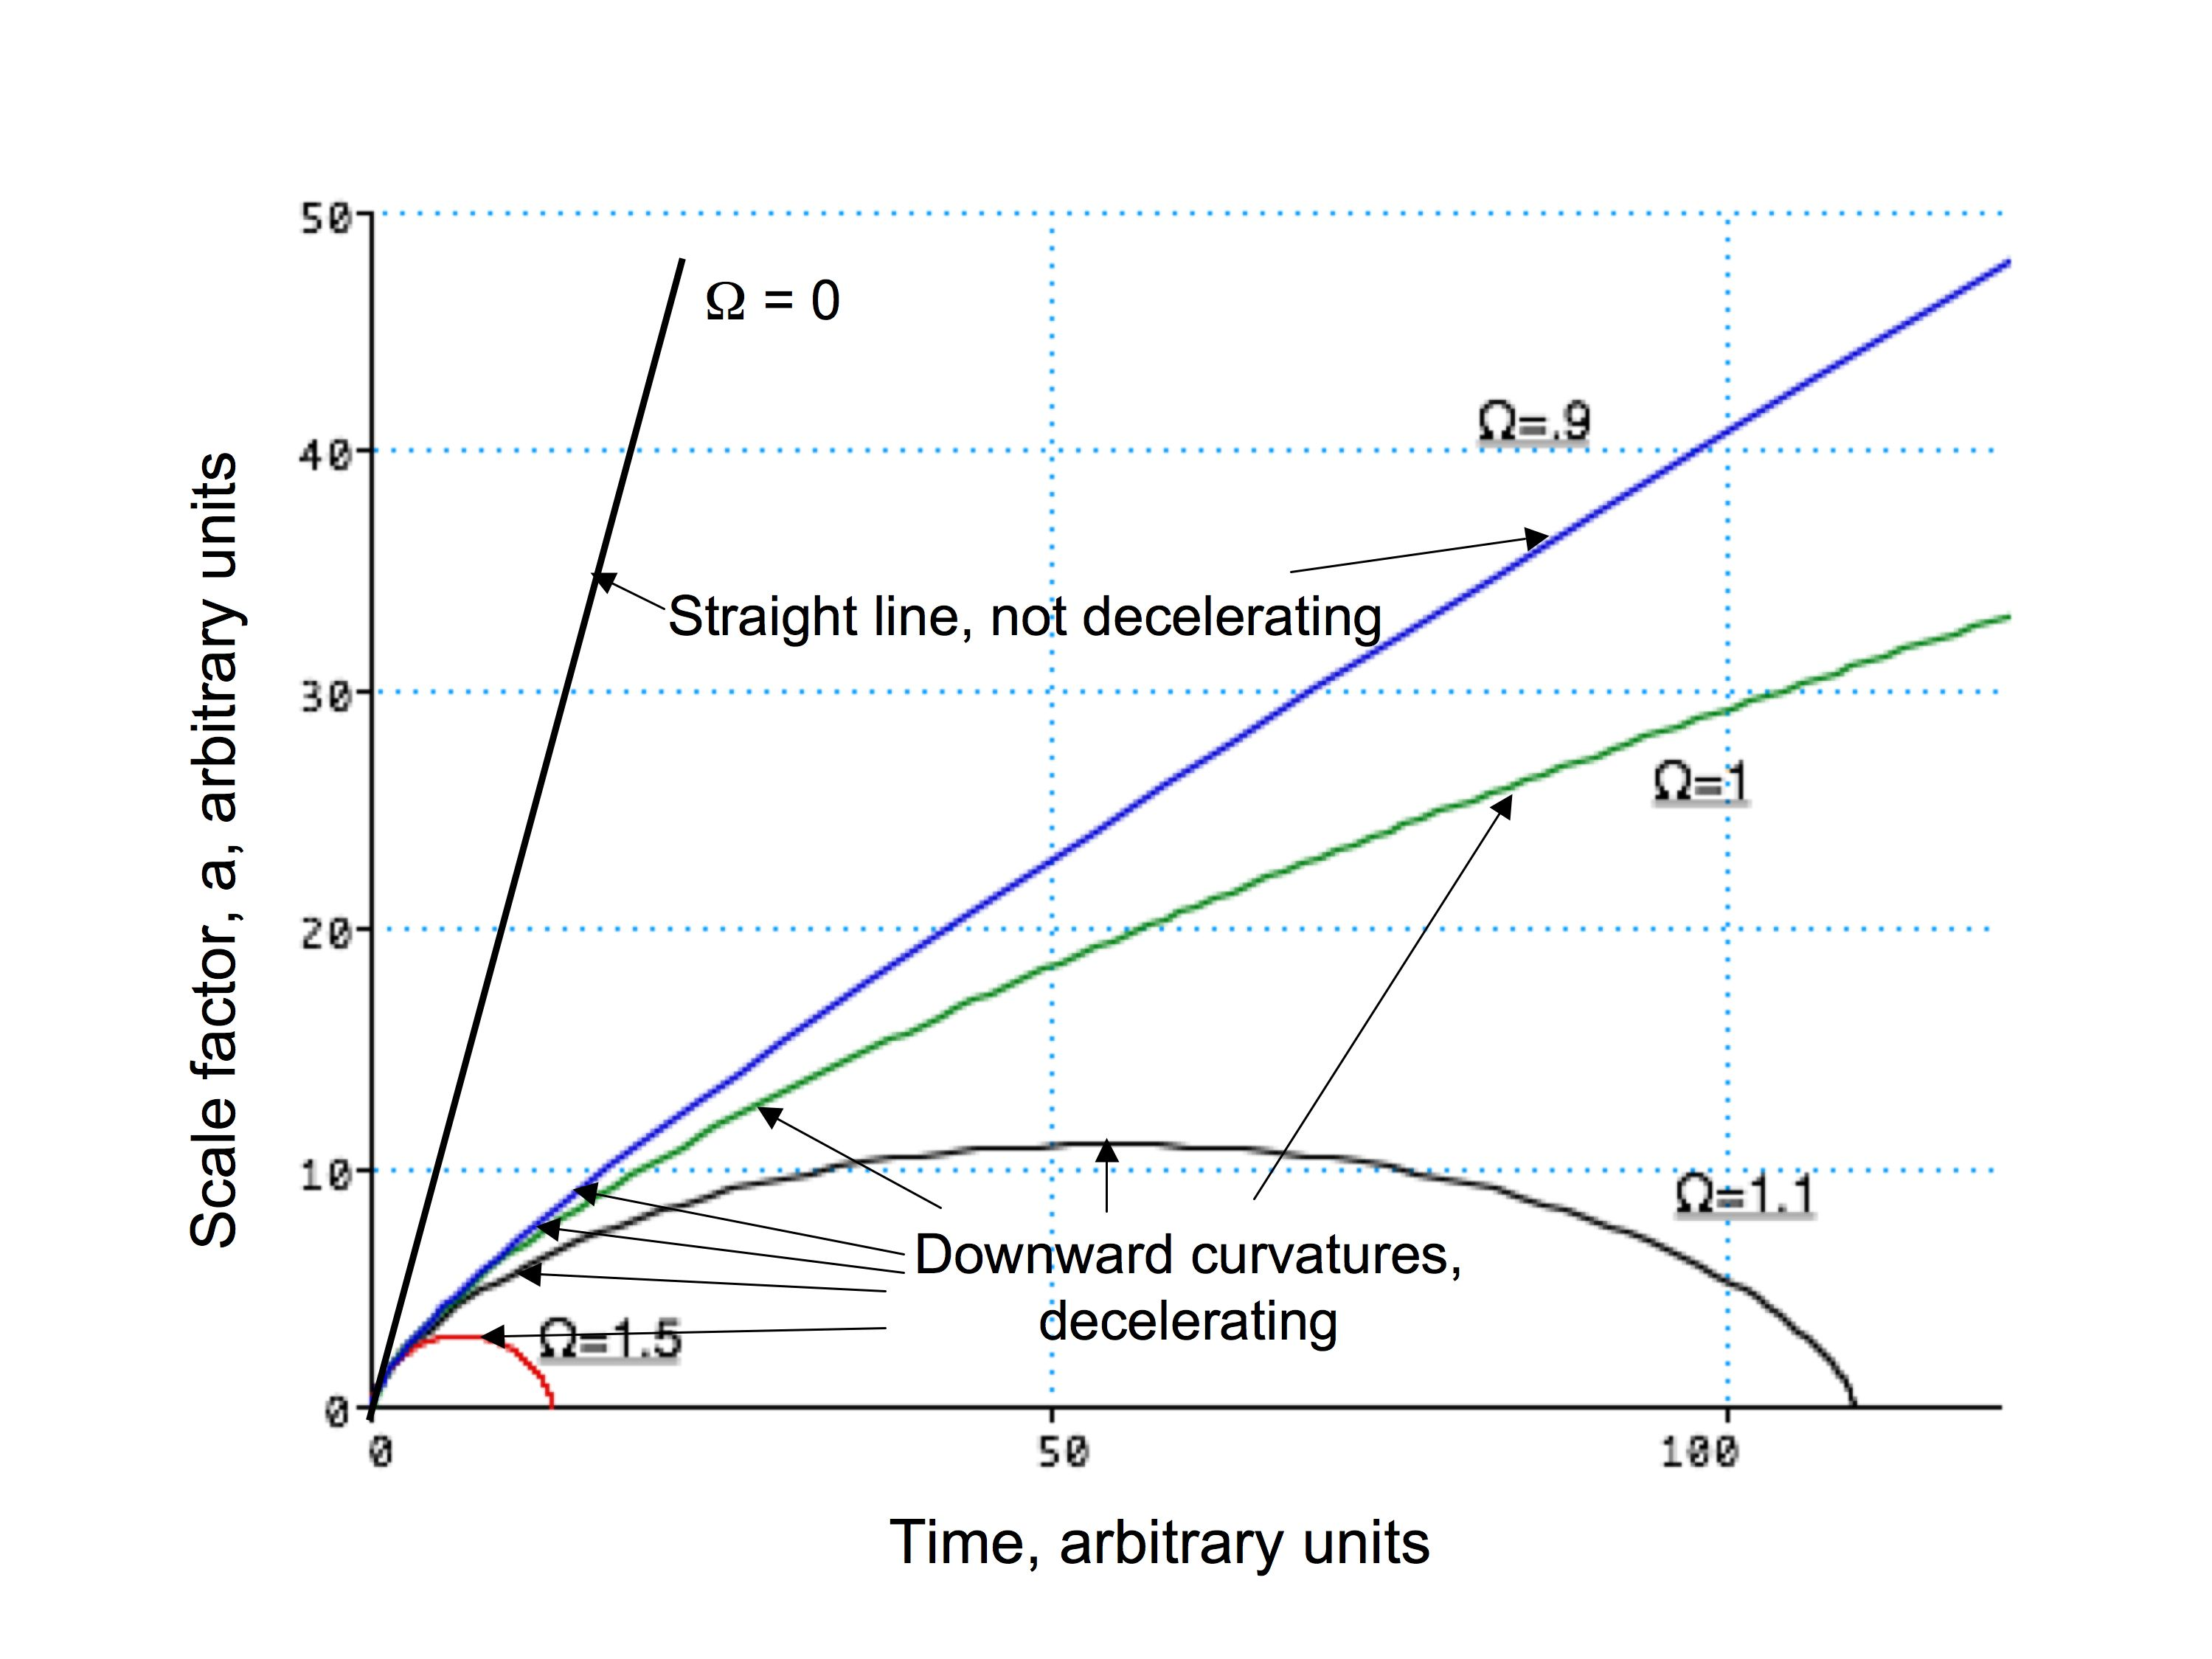 50
Ω = 0
Ω=.9
40
Straight line, not decelerating
30
Ω=1
20
10
Ω=1.1
Downward curvatures,
decelerating
Ω=1.5
0
0 50 100
Scale factor, a, arbitrary units
Time, arbitrary units